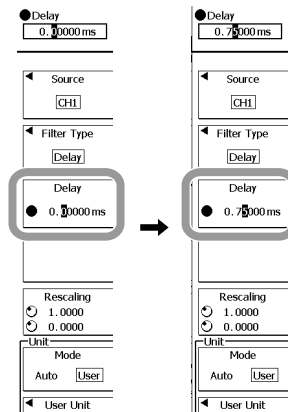 Delay
0.00000 ms
Source
CH1
Filter Type
Delay
Delay
0.00000 ms
Rescaling
1.0000
0.0000
Unit
Mode
Auto User
User Unit
Delay
0.75000 ms
Source
CH1
Filter Type
Delay
Delay
0.75000 ms
Rescaling
1.0000
0.0000
Unit
Mode
Auto User
User Unit